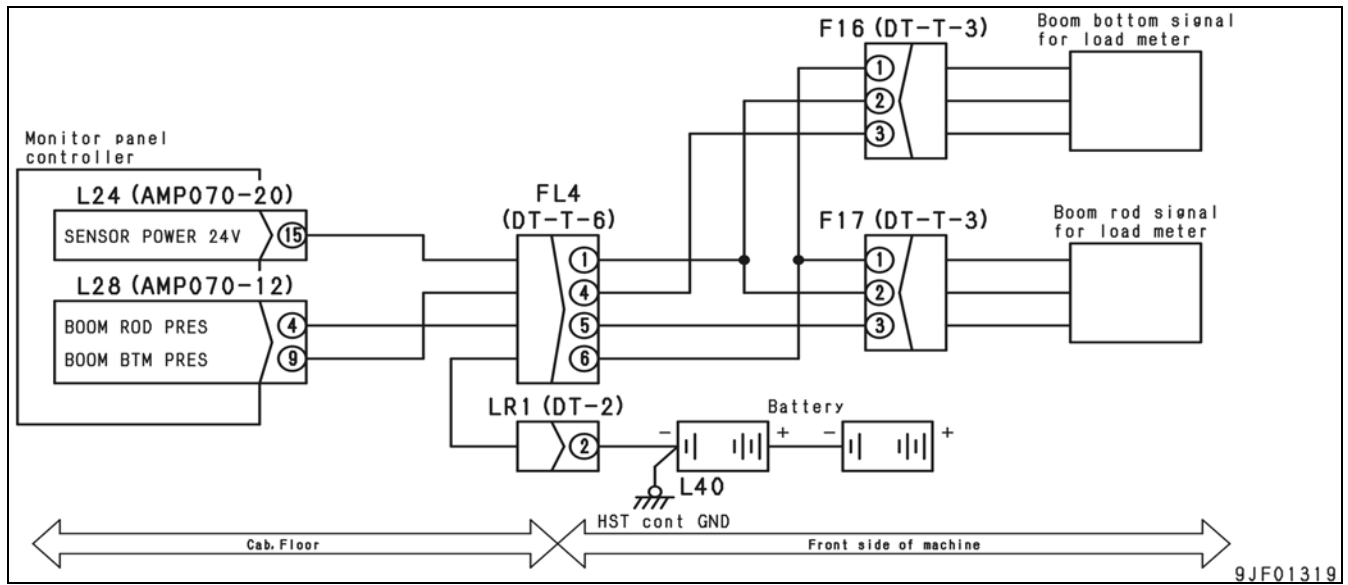 F16 (DT-T-3)
Boom bottom signal
for load meter
1
2
3
Monitor panel
controller
L24 (AMP070-20)
SENSOR POWER 24V
15
L28 (AMP070-12)
BOOM ROD PRES
4
BOOM BTM PRES
9
FL4
(DT-T-6)
1
4
5
6
F17 (DT-T-3)
Boom rod signal
for load meter
1
2
3
LR1 (DT-2)
2
Battery
- + - +
L40
HST cont GND
Cab. Floor
Front side of machine
9JF01319